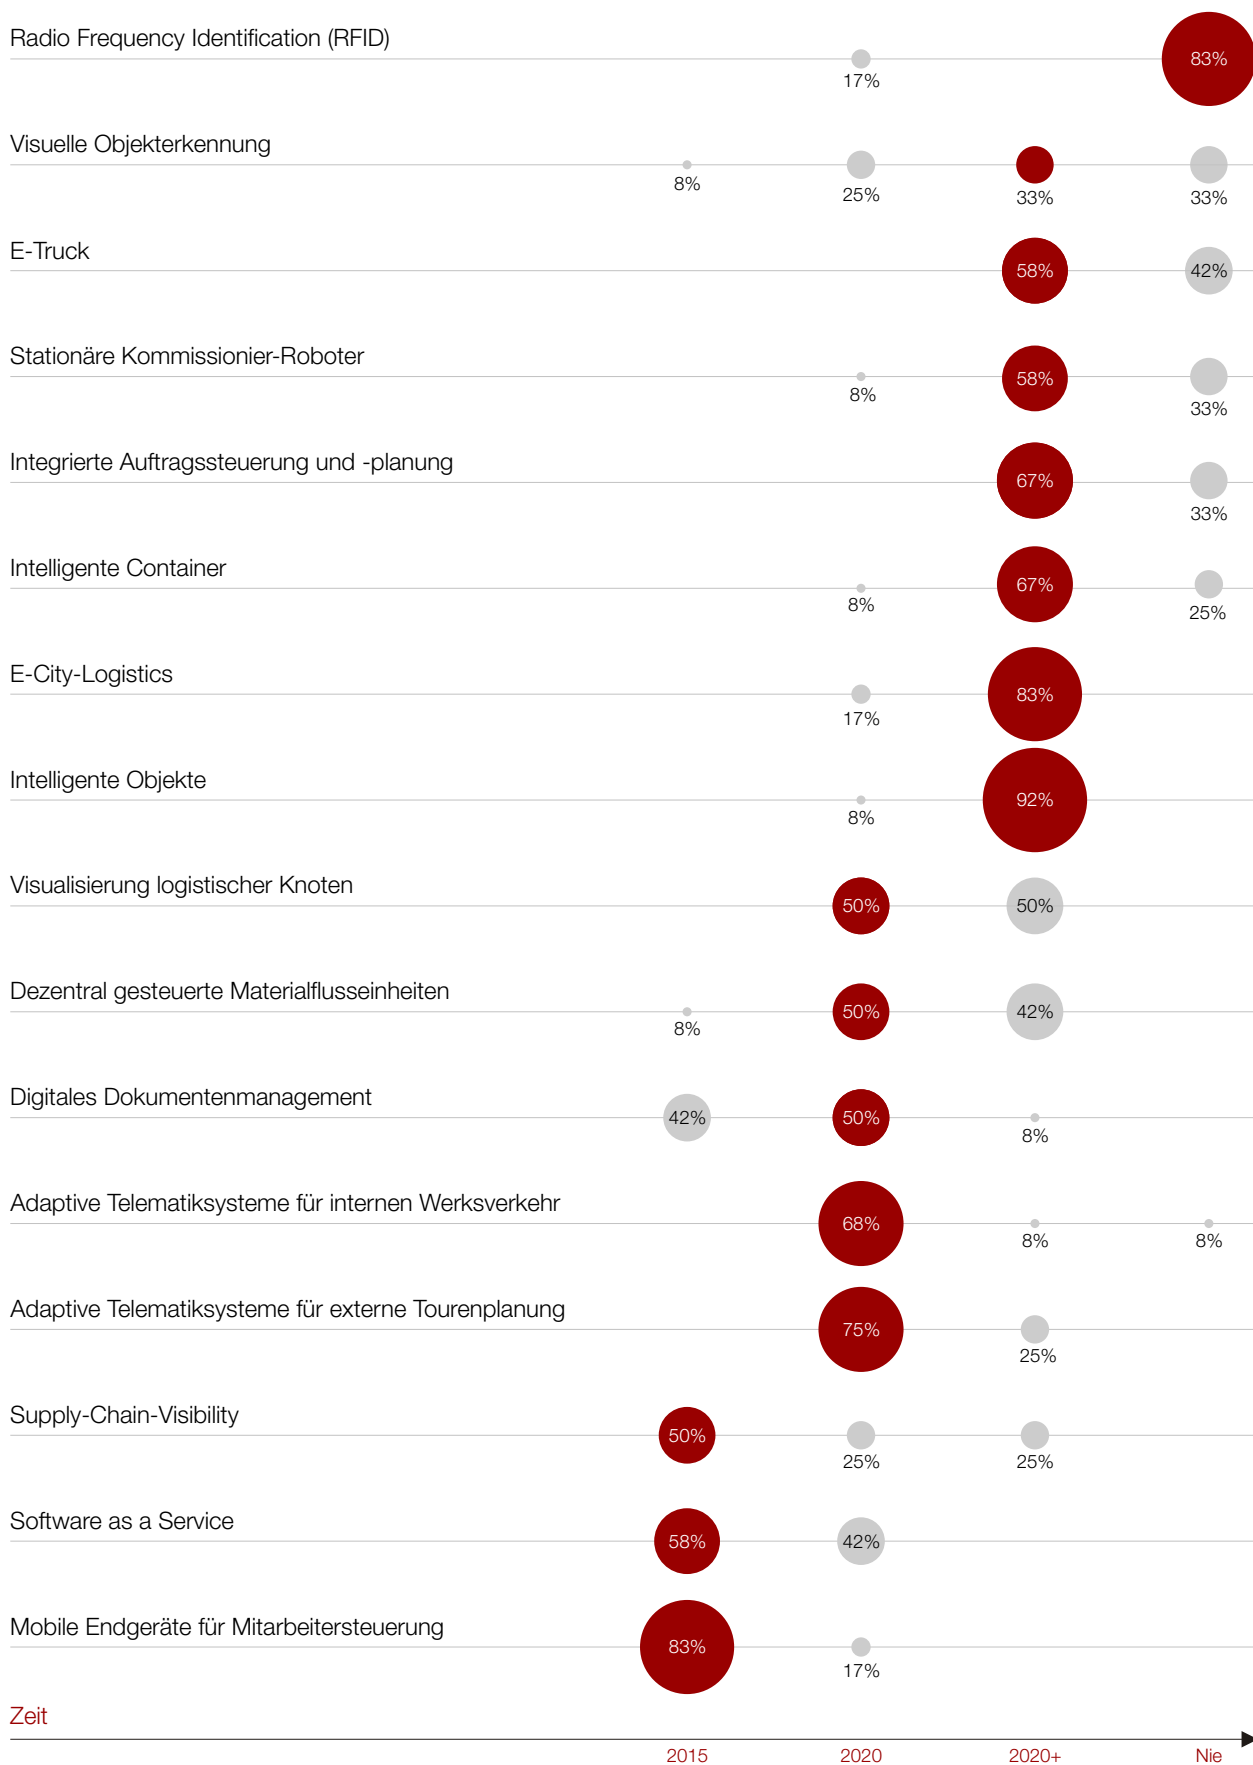 Radio Frequency Identification (RFID)
83%
17%
Visuelle Objekterkennung
8%
25%
33%
33%
E-Truck
58%
42%
Stationäre Kommissionier-Roboter
58%
8%
33%
Integrierte Auftragssteuerung und -planung
67%
33%
Intelligente Container
67%
8%
25%
E-City-Logistics
83%
17%
Intelligente Objekte
92%
8%
Visualisierung logistischer Knoten
50%
50%
Dezentral gesteuerte Materialflusseinheiten
50%
42%
8%
Digitales Dokumentenmanagement
42%
50%
8%
Adaptive Telematiksysteme für internen Werksverkehr
68%
8%
8%
Adaptive Telematiksysteme für externe Tourenplanung
75%
25%
Supply-Chain-Visibility
50%
25%
25%
Software as a Service
58%
42%
Mobile Endgeräte für Mitarbeitersteuerung
83%
17%
Zeit
2015
2020
2020+
Nie